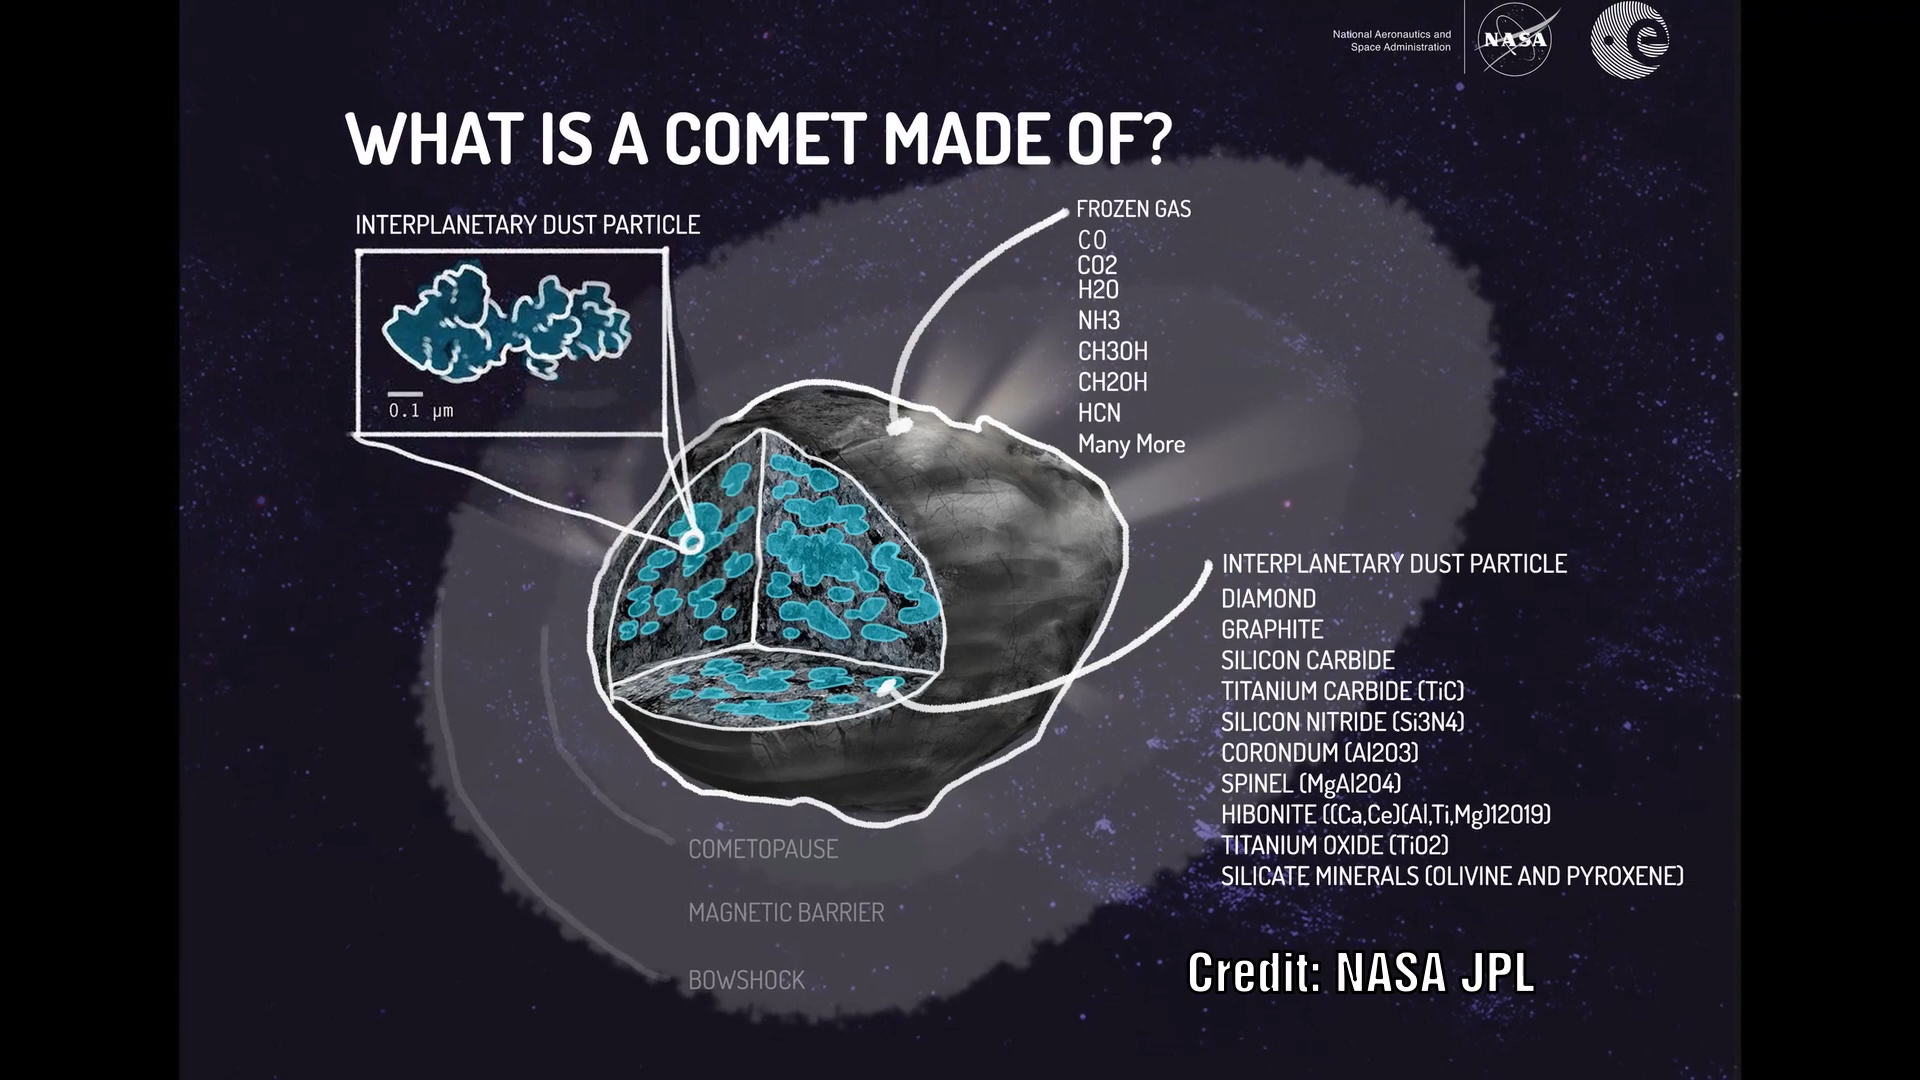 National Aeronautics and
Space Administration
NASA
esa
WHAT IS A COMET MADE OF?
INTERPLANETARY DUST PARTICLE
0.1 µm
FROZEN GAS
CO
CO2
H2O
NH3
CH3OH
CH2OH
HCN
Many More
INTERPLANETARY DUST PARTICLE
DIAMOND
GRAPHITE
SILICON CARBIDE
TITANIUM CARBIDE (TiC)
SILICON NITRIDE (Si3N4)
CORONDUM (Al2O3)
SPINEL (MgAl2O4)
HIBONITE ((Ca,Ce)(Al,Ti,Mg)12O19)
TITANIUM OXIDE (TiO2)
SILICATE MINERALS (OLIVINE AND PYROXENE)
COMETOPAUSE
MAGNETIC BARRIER
BOWSHOCK
Credit: NASA JPL